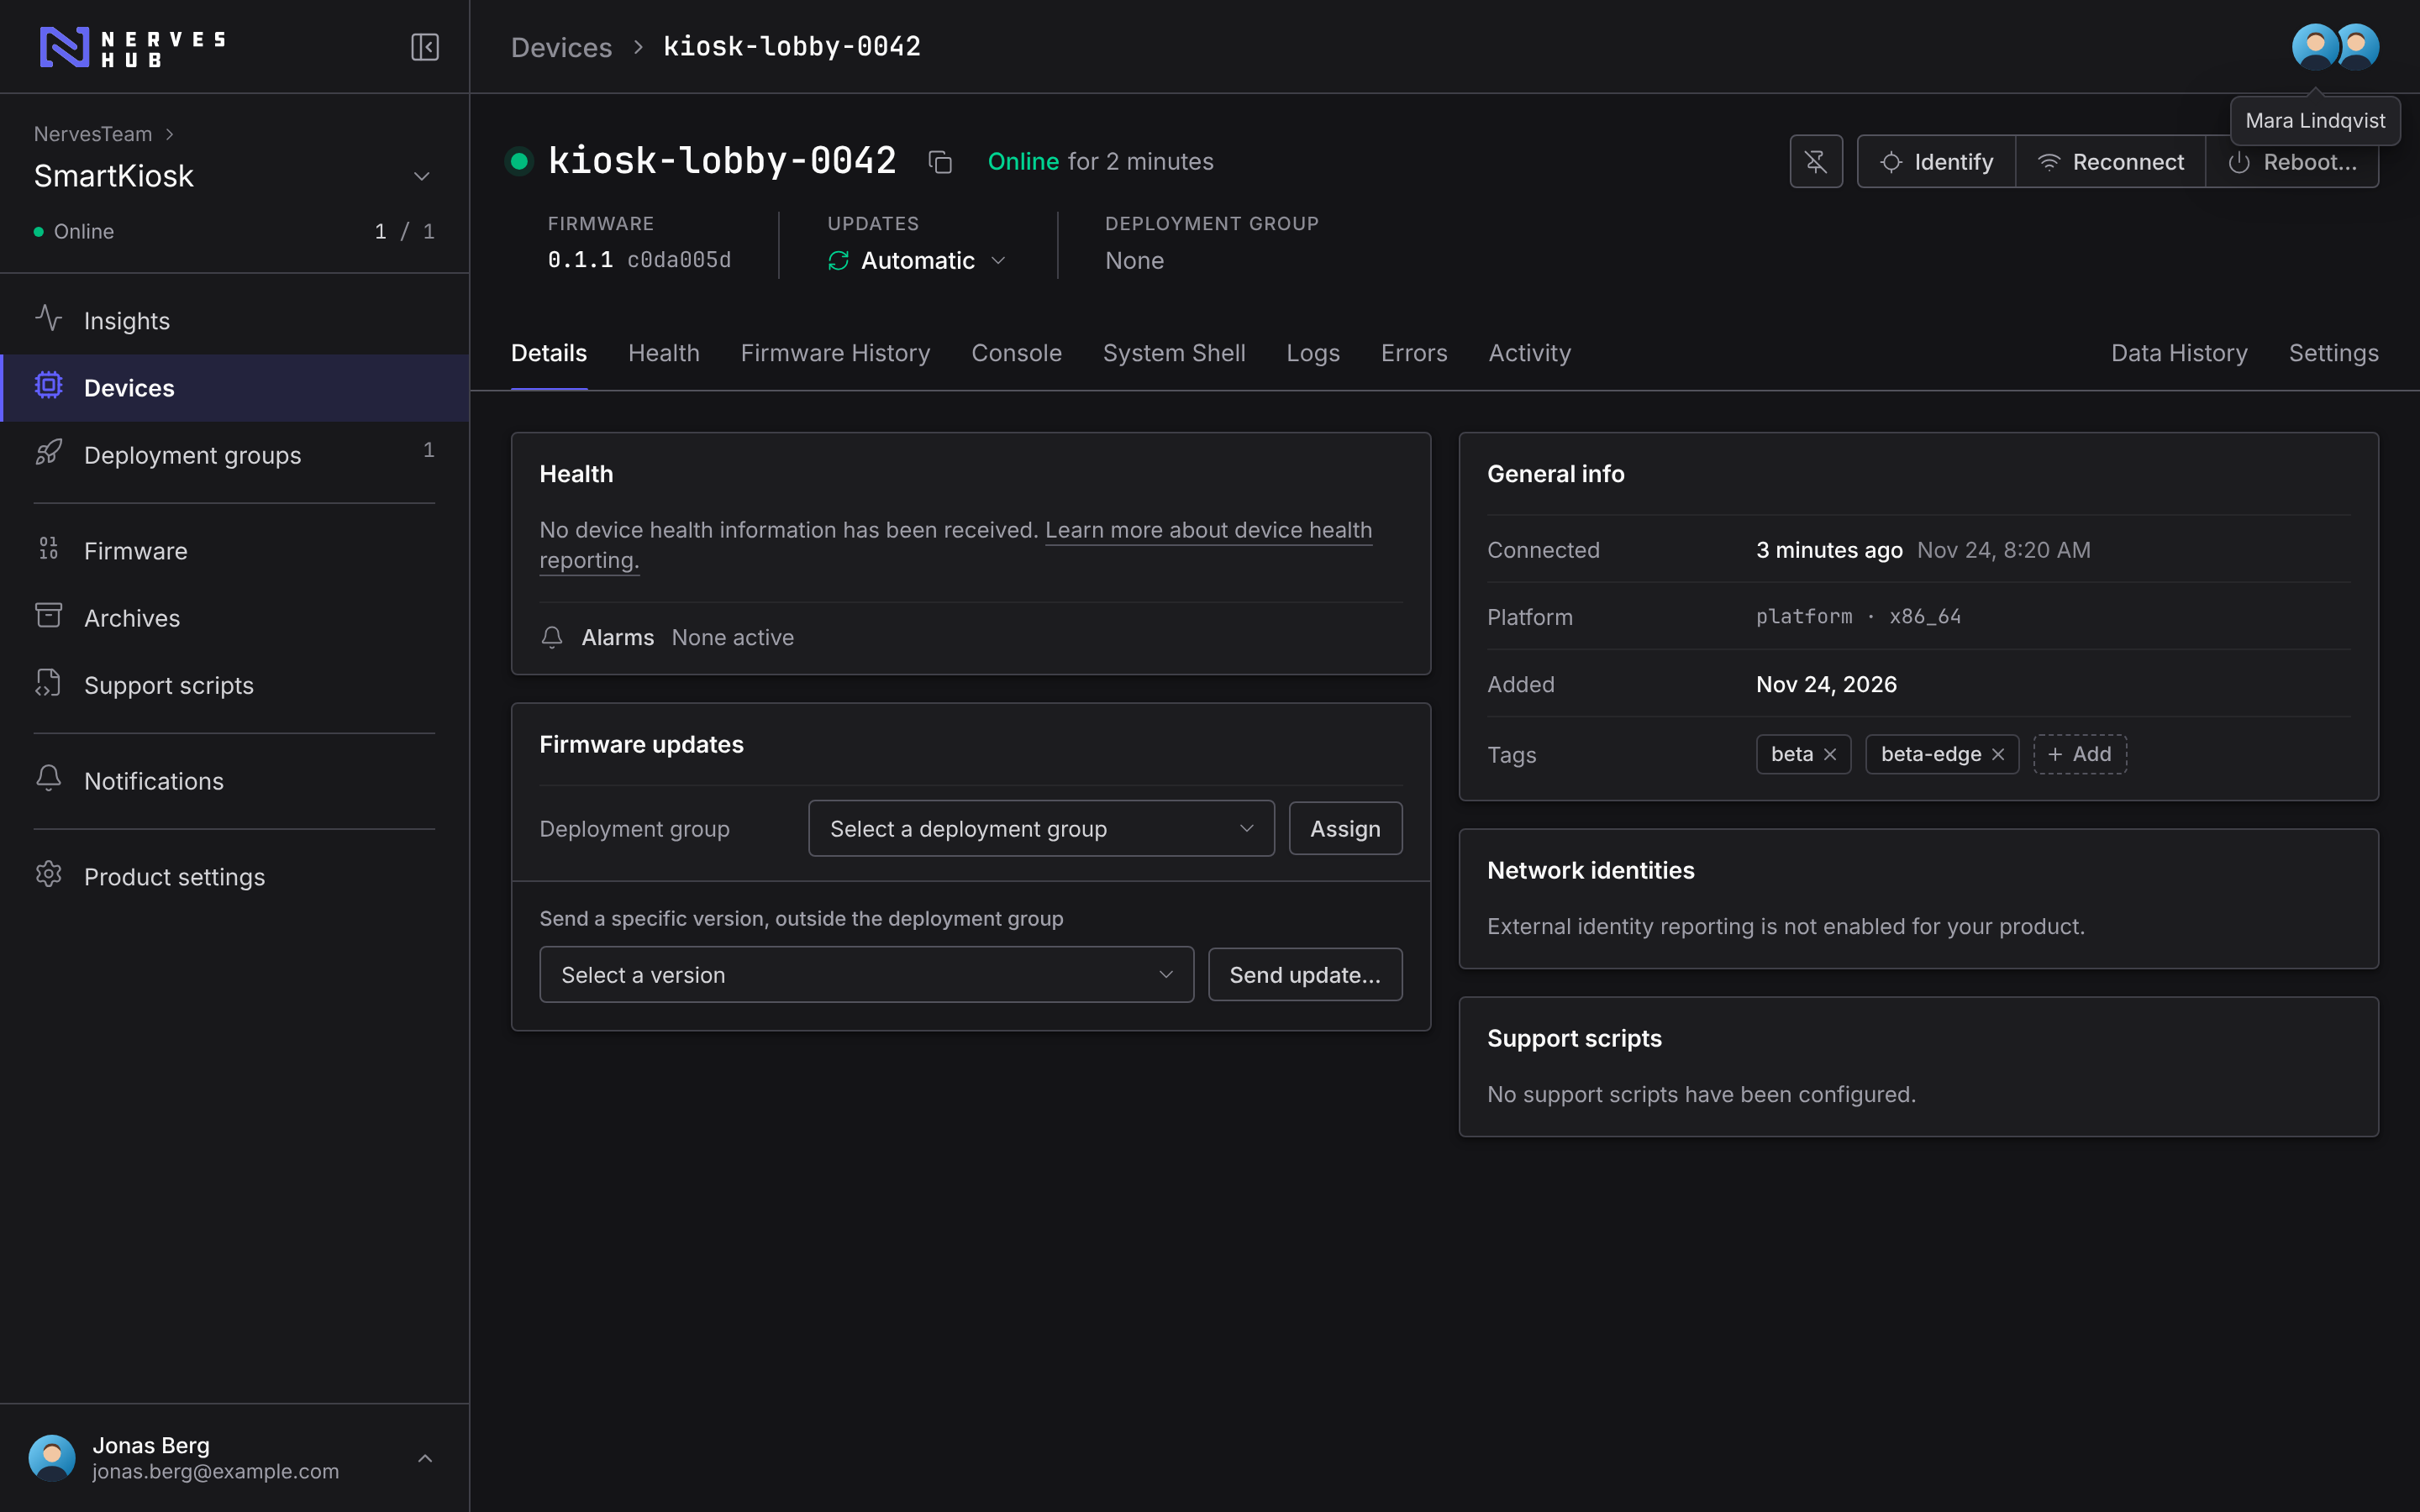 NERVES
HUB
Devices > kiosk-lobby-0042
Mara Lindqvist
NervesTeam >
SmartKiosk
Online 1 / 1
Insights
Devices
Deployment groups 1
Firmware
Archives
Support scripts
Notifications
Product settings
Jonas Berg
jonas.berg@example.com
kiosk-lobby-0042 Online for 2 minutes
Identify Reconnect Reboot...
FIRMWARE UPDATES DEPLOYMENT GROUP
0.1.1 c0da005d Automatic None
Details Health Firmware History Console System Shell Logs Errors Activity Data History Settings
Health
No device health information has been received. Learn more about device health
reporting.
Alarms None active
Firmware updates
Deployment group Select a deployment group Assign
Send a specific version, outside the deployment group
Select a version Send update...
General info
Connected 3 minutes ago Nov 24, 8:20 AM
Platform platform · x86_64
Added Nov 24, 2026
Tags beta beta-edge + Add
Network identities
External identity reporting is not enabled for your product.
Support scripts
No support scripts have been configured.